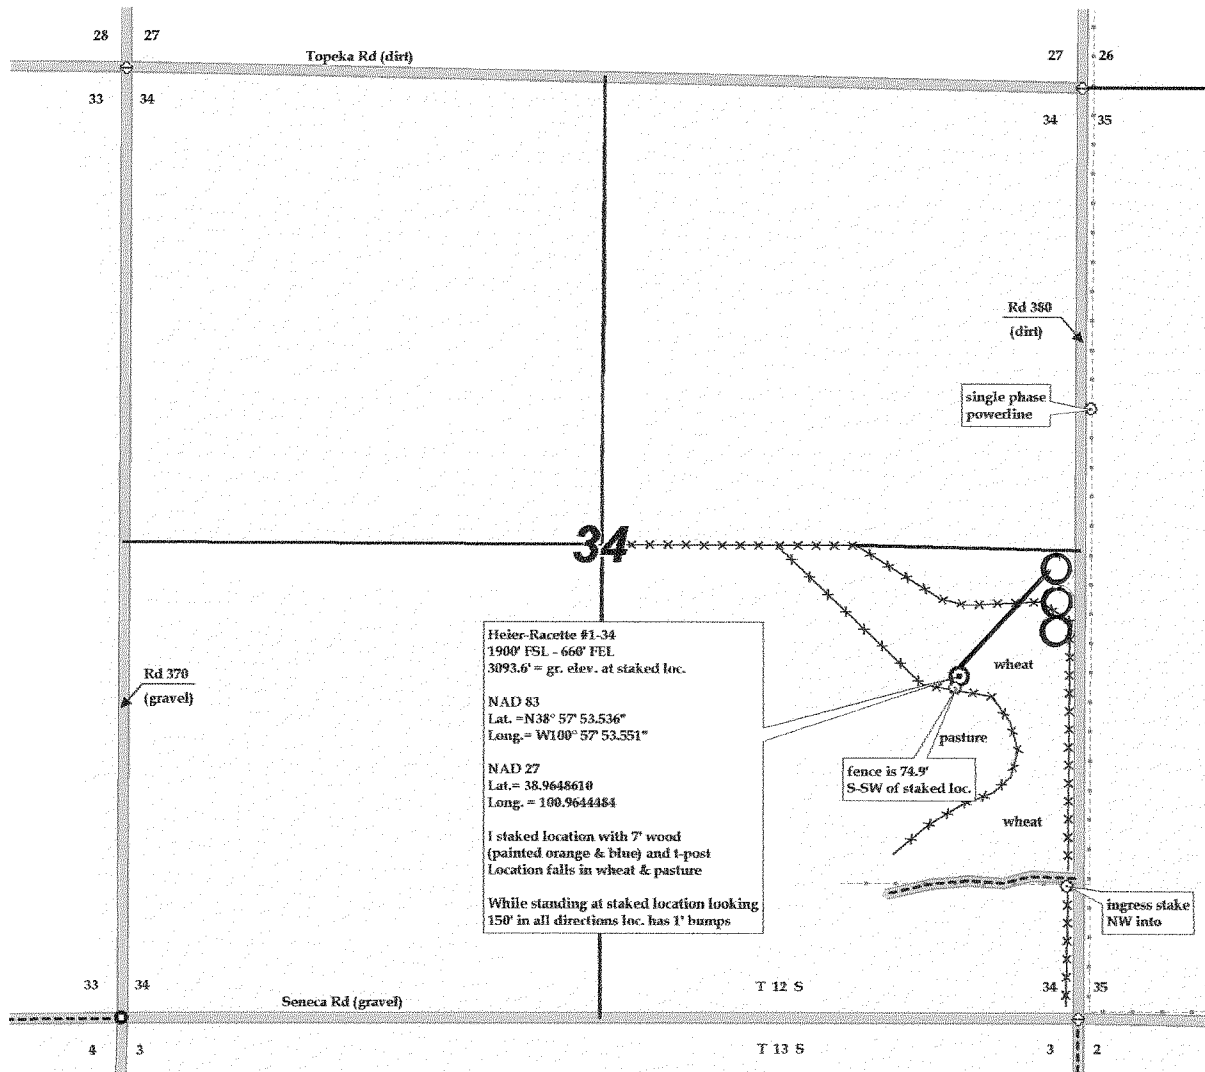 28 27
Topeka Rd (dirt)
27 26
33 34
34 35
Rd 380
(dirt)
single phase
powerline
34
Heier-Racette #1-34
1900' FSL - 660' FEL
3093.6' = gr. elev. at staked loc.
NAD 83
Lat. =N38° 57' 53.536"
Long.= W100° 57' 53.551"
NAD 27
Lat.= 38.9648610
Long. = 100.9644484
I staked location with 7' wood
(painted orange & blue) and t-post
Location falls in wheat & pasture
While standing at staked location looking
150' in all directions loc. has 1' bumps
Rd 370
(gravel)
wheat
pasture
fence is 74.9'
S-SW of staked loc.
wheat
ingress stake
NW into
33 34
Seneca Rd (gravel)
T 12 S
34 35
4 3
T 13 S
3 2